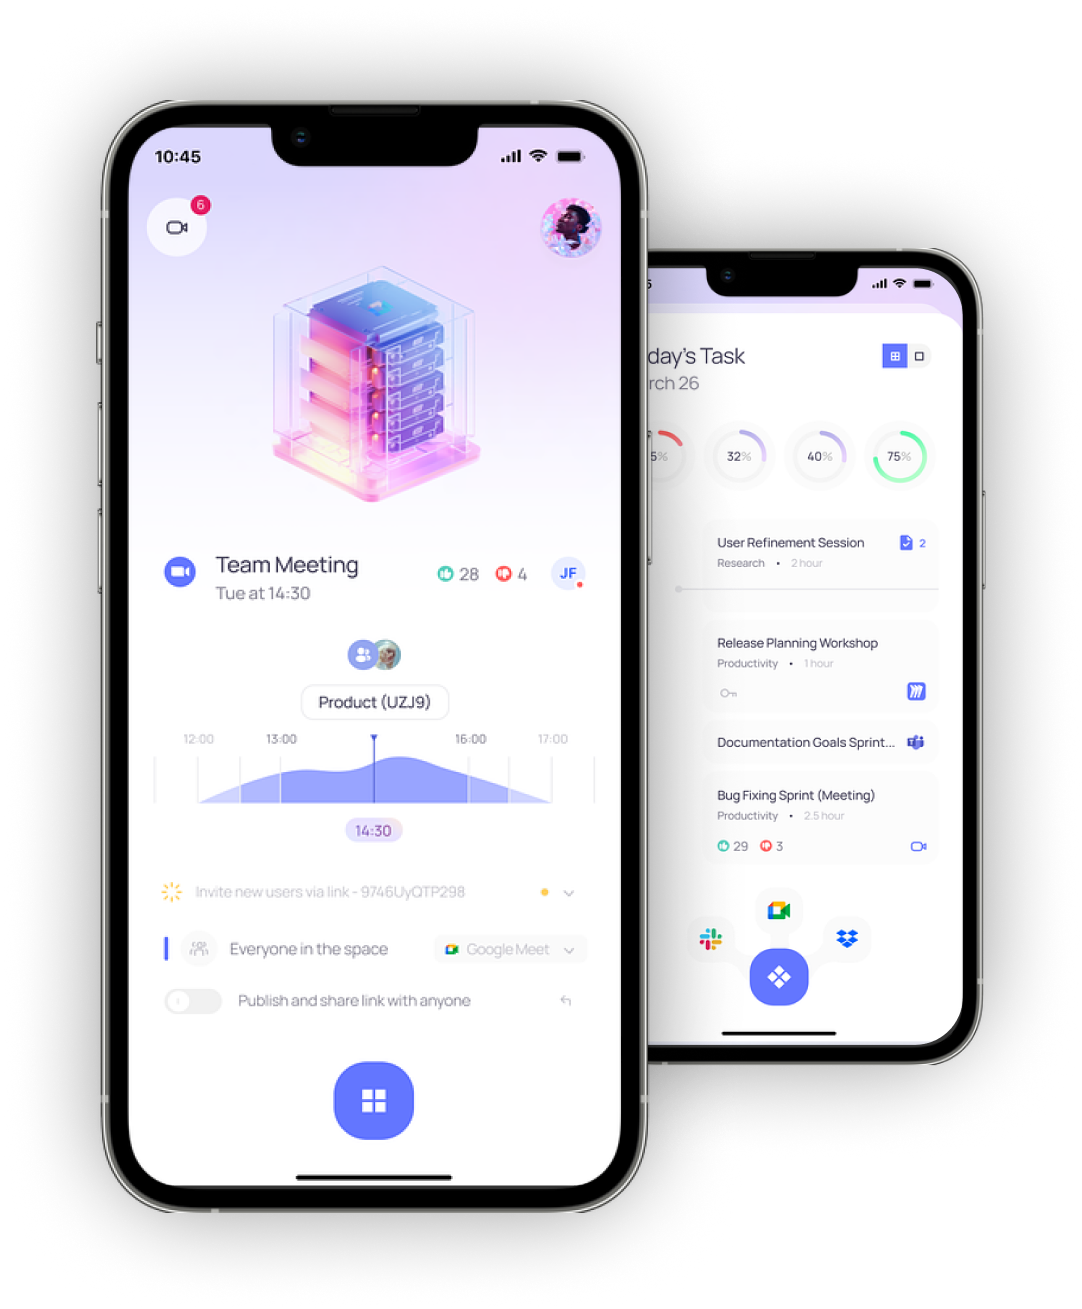 10:45
6
Team Meeting
Tue at 14:30
28
4
JF
Product (UZJ9)
12:00
13:00
16:00
17:00
14:30
Invite new users via link - 9746UyQTP298
Everyone in the space
Google Meet
Publish and share link with anyone
5
day's Task
rch 26
5%
32%
40%
75%
User Refinement Session
2
Research • 2 hour
Release Planning Workshop
Productivity • 1 hour
Documentation Goals Sprint...
Bug Fixing Sprint (Meeting)
Productivity • 2.5 hour
29
3